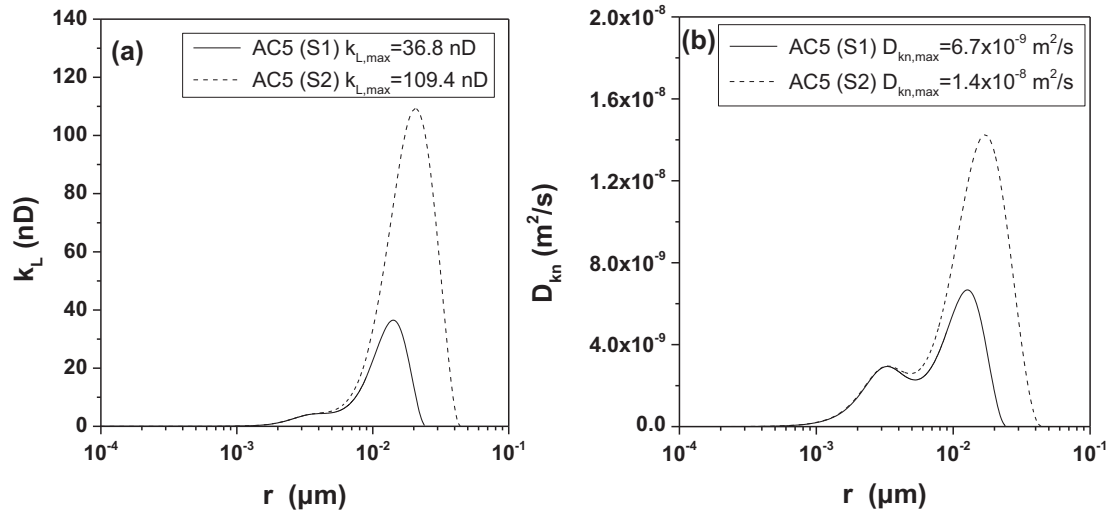 (a)
AC5 (S1) k_L,max=36.8 nD
AC5 (S2) k_L,max=109.4 nD
140
120
100
80
60
40
20
0
k_L (nD)
10^-4
10^-3
10^-2
10^-1
r (µm)
(b)
AC5 (S1) D_kn,max=6.7x10^-9 m^2/s
AC5 (S2) D_kn,max=1.4x10^-8 m^2/s
2.0x10^-8
1.6x10^-8
1.2x10^-8
8.0x10^-9
4.0x10^-9
0.0
D_kn (m^2/s)
10^-4
10^-3
10^-2
10^-1
r (µm)